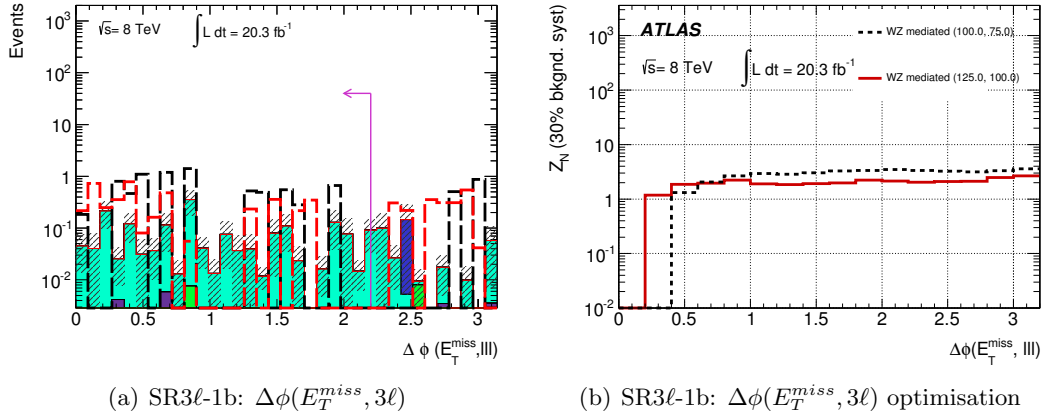 Events
10³
10²
10
1
10⁻¹
10⁻²
√s= 8 TeV ∫ L dt = 20.3 fb⁻¹
0 0.5 1 1.5 2 2.5 3
Δ ϕ (E_T^miss, lll)
(a) SR3ℓ-1b: Δϕ(E_T^miss, 3ℓ)
Z_N (30% bkgnd. syst)
10³
10²
10
1
10⁻¹
10⁻²
ATLAS
√s = 8 TeV ∫ L dt = 20.3 fb⁻¹
WZ mediated (100.0, 75.0)
WZ mediated (125.0, 100.0)
0 0.5 1 1.5 2 2.5 3
Δϕ(E_T^miss, lll)
(b) SR3ℓ-1b: Δϕ(E_T^miss, 3ℓ) optimisation